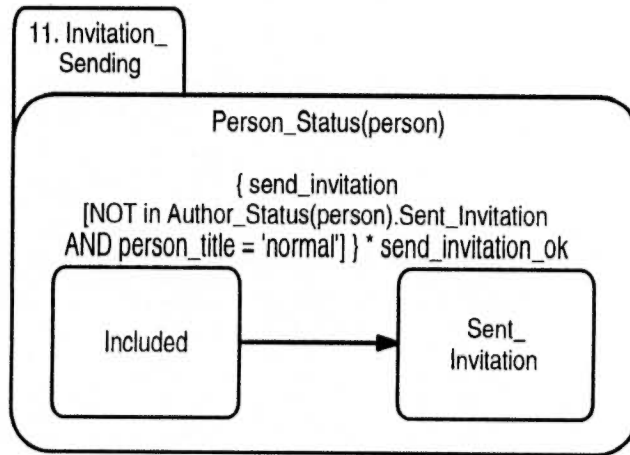 11. Invitation_
Sending
Person_Status(person)
{ send_invitation
[NOT in Author_Status(person).Sent_Invitation
AND person_title = 'normal'] } * send_invitation_ok
Included
Sent_
Invitation